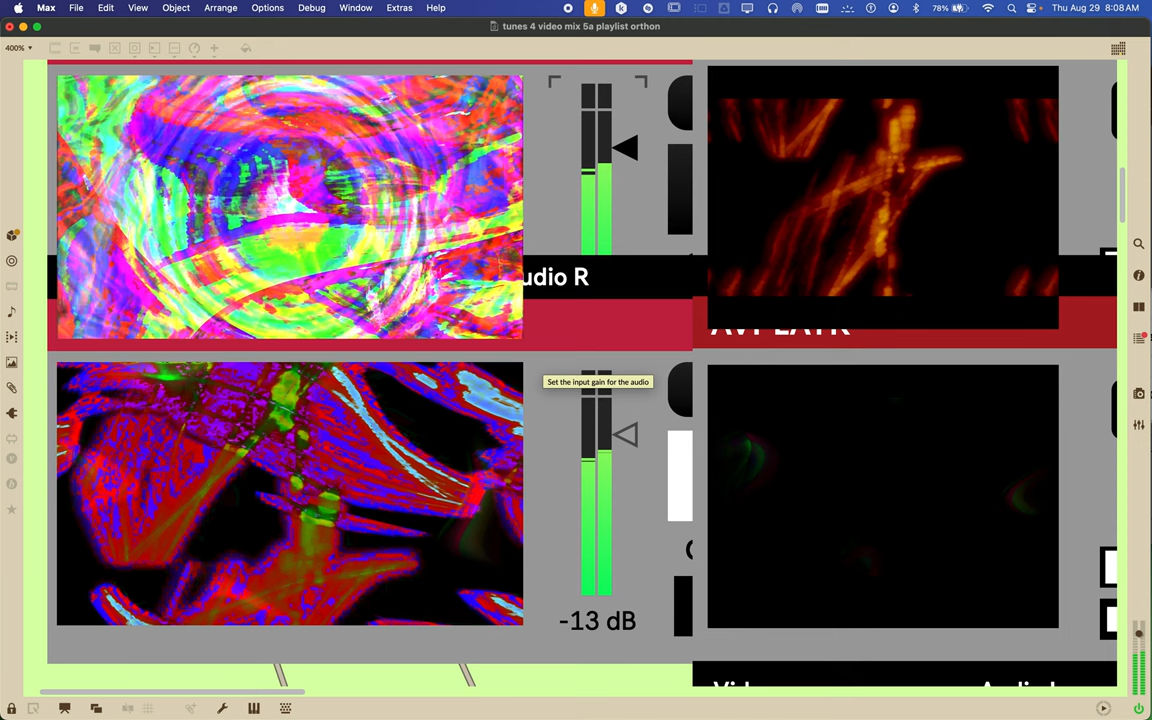 Max File Edit View Object Arrange Options Debug Window Extras Help
78% Thu Aug 29 8:08 AM
tunes 4 video mix 5a playlist orthon
400%
udio R
Set the input gain for the audio
-13 dB